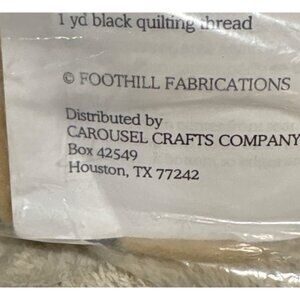 1 yd black quilting thread
© FOOTHILL FABRICATIONS
Distributed by
CAROUSEL CRAFTS COMPANY
Box 42549
Houston, TX 77242